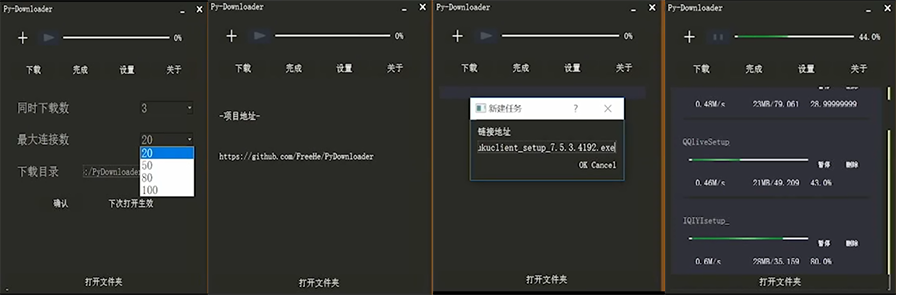 Py-Downloader
0%
下载 完成 设置 关于
同时下载数 3
最大连接数 20
20
50
80
100
下载目录 :/PyDownloader
确认 下次打开生效
打开文件夹
Py-Downloader
0%
下载 完成 设置 关于
-项目地址-
https://github.com/FreeHe/PyDownloader
打开文件夹
Py-Downloader
0%
下载 完成 设置 关于
新建任务
链接地址
ukuclient_setup_7.5.3.4192.exe
OK Cancel
打开文件夹
Py-Downloader
44.0%
下载 完成 设置 关于
暂停 删除
0.48M/s 23MB/79.061 28.99999999
QQliveSetup_
暂停 删除
0.46M/s 21MB/49.209 43.0%
IQIYIsetup_
暂停 删除
0.6M/s 28MB/35.159 80.0%
打开文件夹